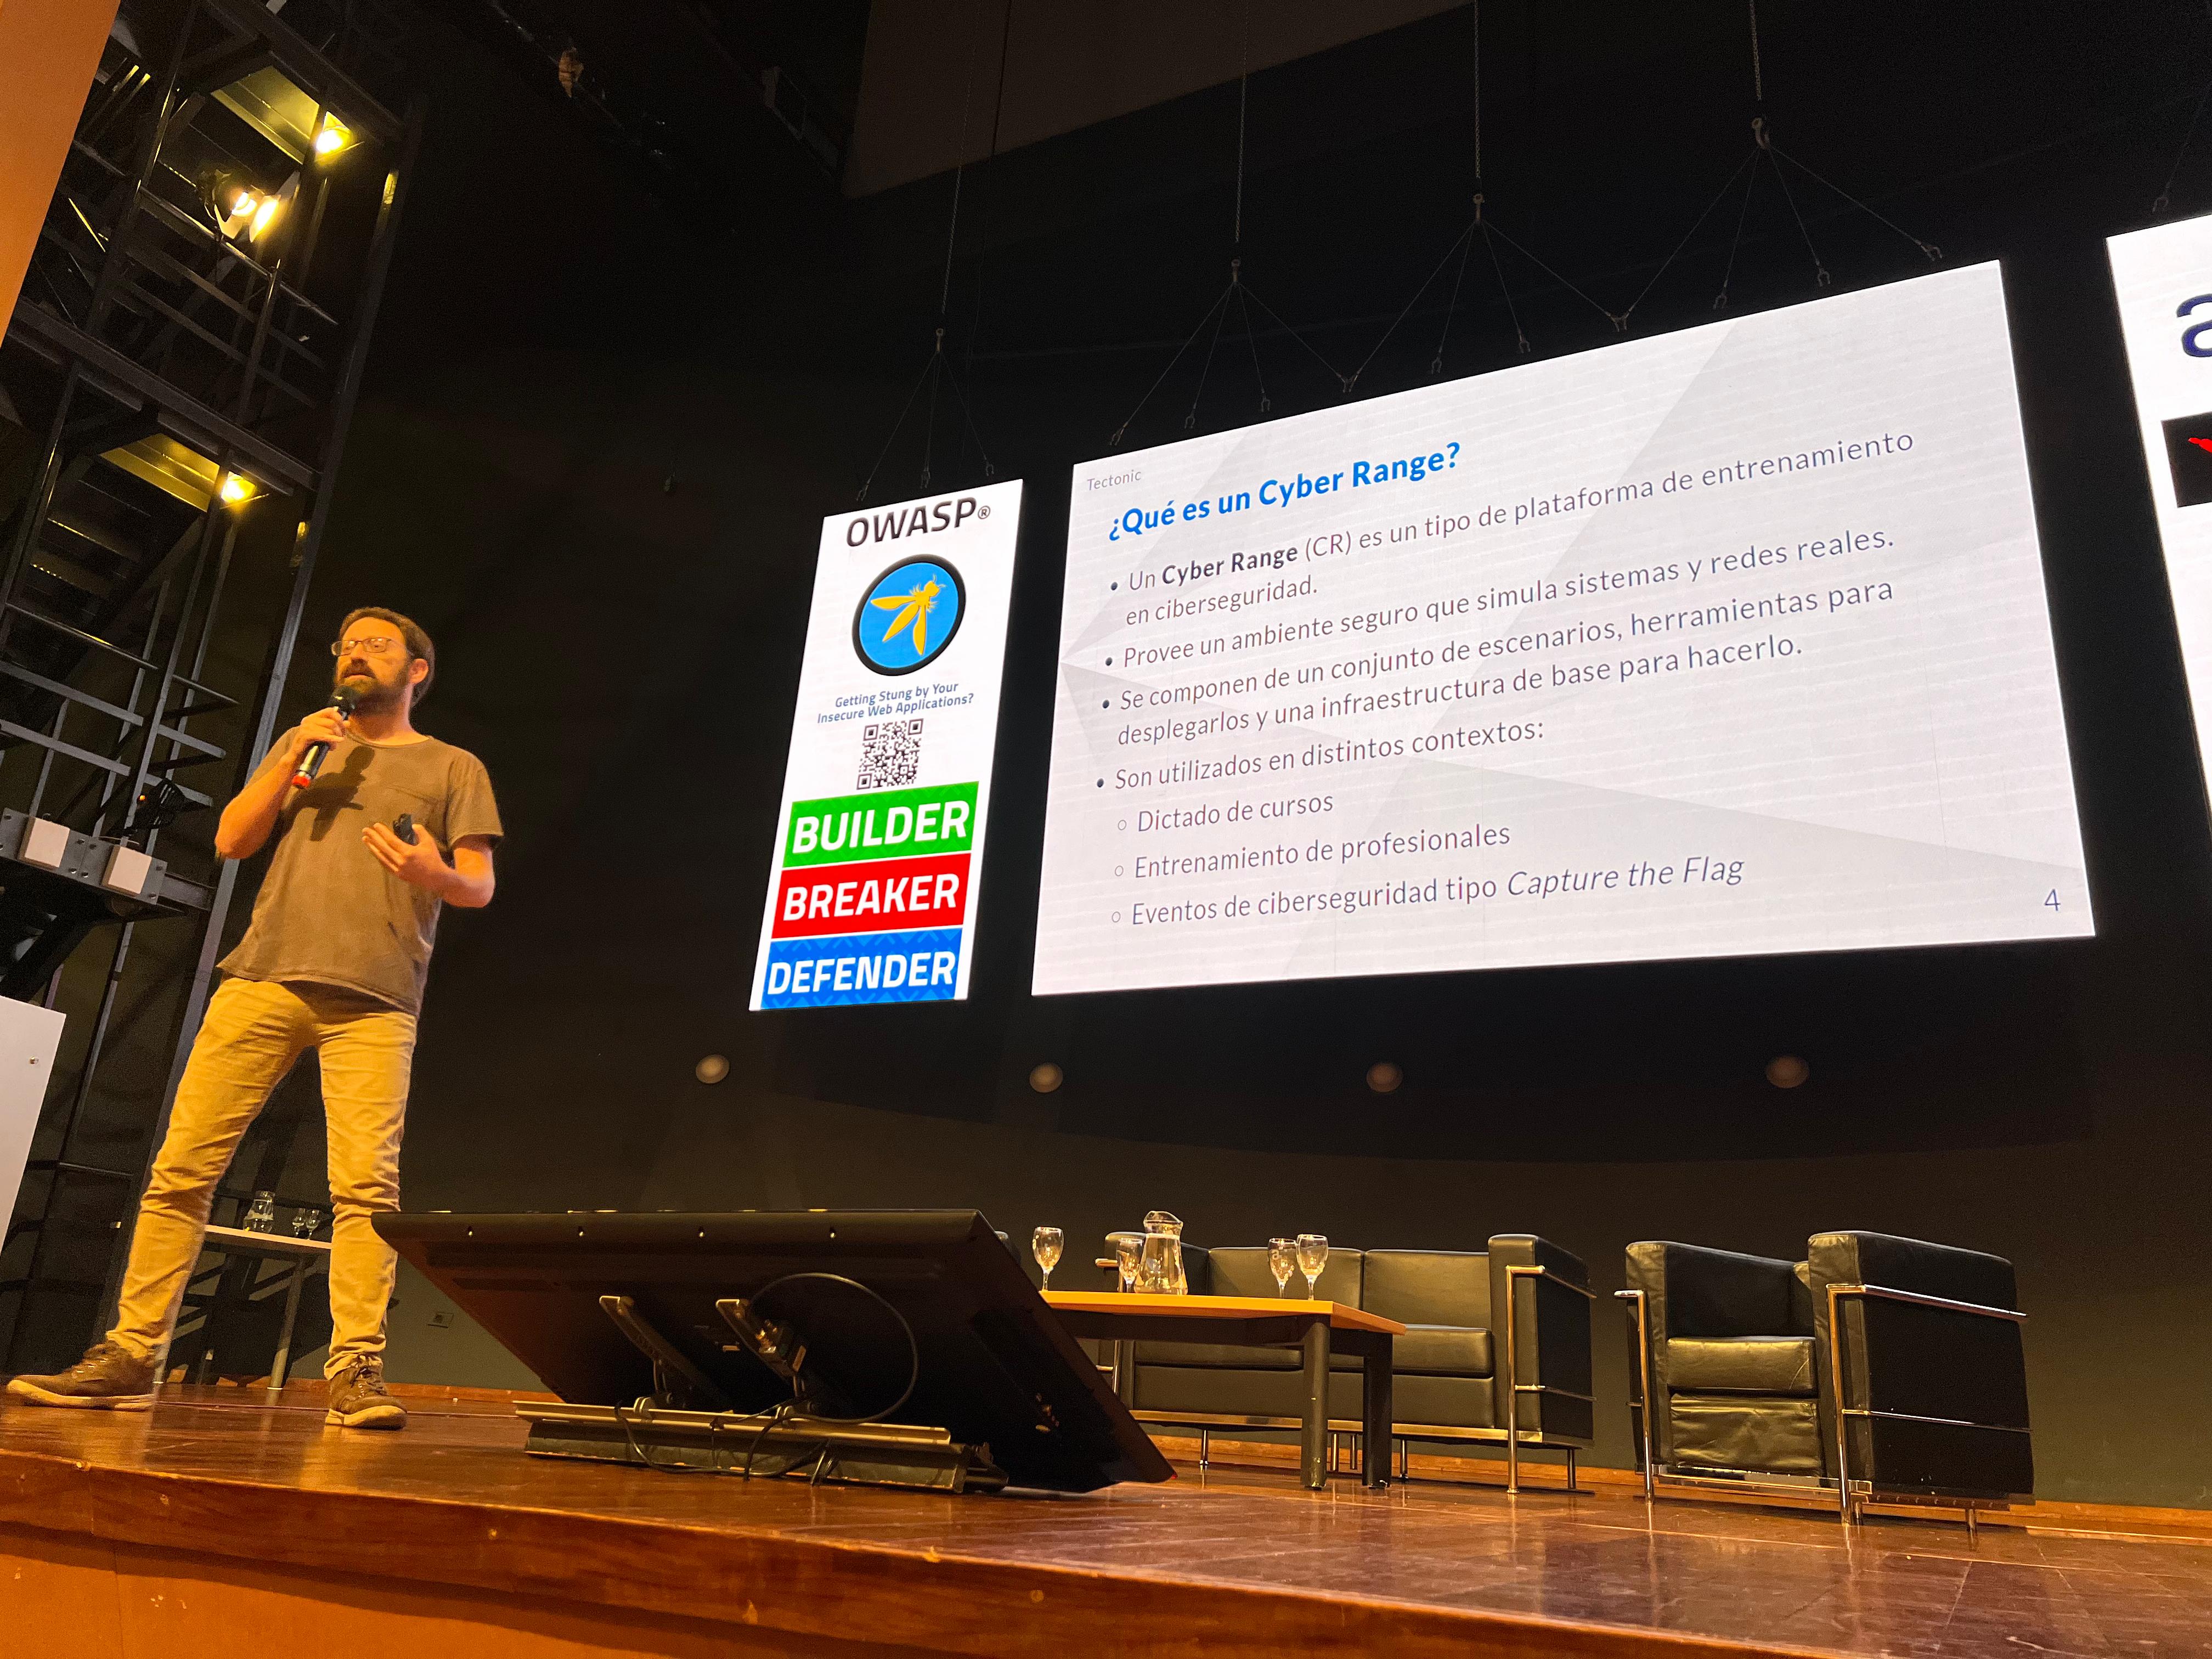 OWASP®
Getting Stung by Your
Insecure Web Applications?
BUILDER
BREAKER
DEFENDER
Tectonic
¿Qué es un Cyber Range?
• Un Cyber Range (CR) es un tipo de plataforma de entrenamiento
en ciberseguridad.
• Provee un ambiente seguro que simula sistemas y redes reales.
• Se componen de un conjunto de escenarios, herramientas para
desplegarlos y una infraestructura de base para hacerlo.
• Son utilizados en distintos contextos:
○ Dictado de cursos
○ Entrenamiento de profesionales
○ Eventos de ciberseguridad tipo Capture the Flag
4
a